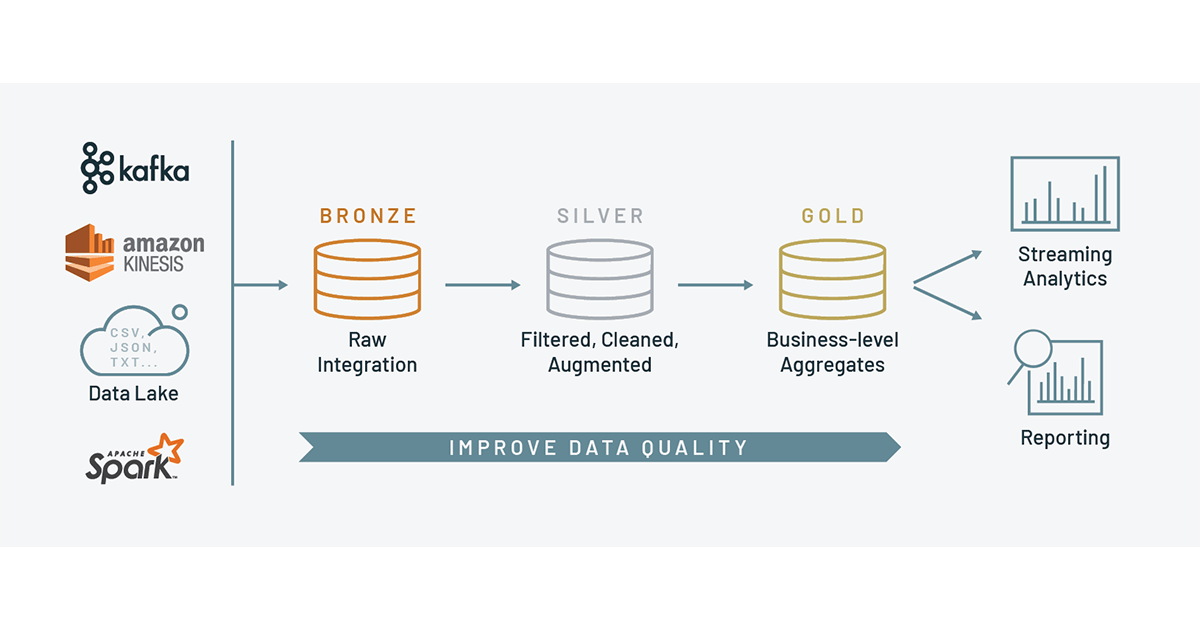 kafka
amazon
KINESIS
CSV,
JSON,
TXT...
Data Lake
APACHE
Spark™
BRONZE
Raw
Integration
SILVER
Filtered, Cleaned,
Augmented
GOLD
Business-level
Aggregates
IMPROVE DATA QUALITY
Streaming
Analytics
Reporting